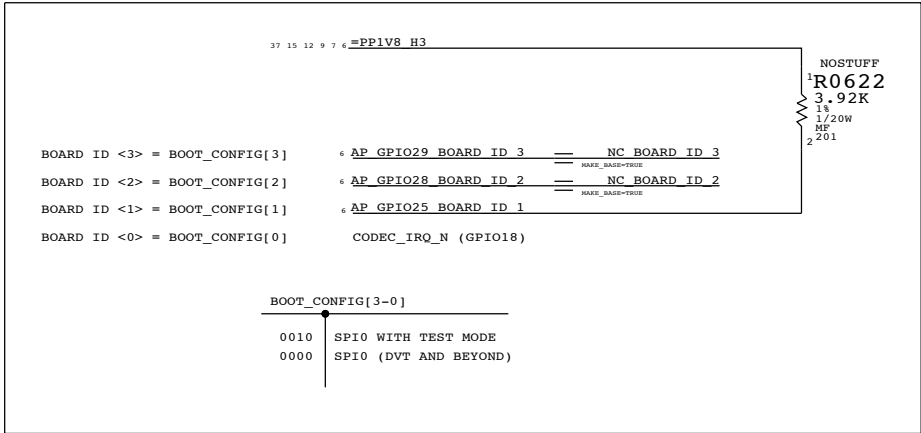 37 15 12 9 7 6 =PP1V8 H3
NOSTUFF
1 R0622
3.92K
1%
1/20W
MF
201
2
BOARD ID <3> = BOOT_CONFIG[3] 6 AP_GPIO29_BOARD_ID_3 NC_BOARD_ID_3
MAKE_BASE=TRUE
BOARD ID <2> = BOOT_CONFIG[2] 6 AP_GPIO28_BOARD_ID_2 NC_BOARD_ID_2
MAKE_BASE=TRUE
BOARD ID <1> = BOOT_CONFIG[1] 6 AP_GPIO25_BOARD_ID_1
BOARD ID <0> = BOOT_CONFIG[0] CODEC_IRQ_N (GPIO18)
BOOT_CONFIG[3-0]
0010 SPI0 WITH TEST MODE
0000 SPI0 (DVT AND BEYOND)